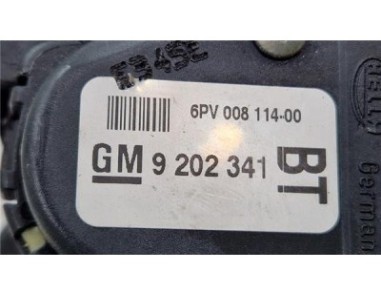 6PV 008 114-00
GM 9 202 341
BT
HELLA
German